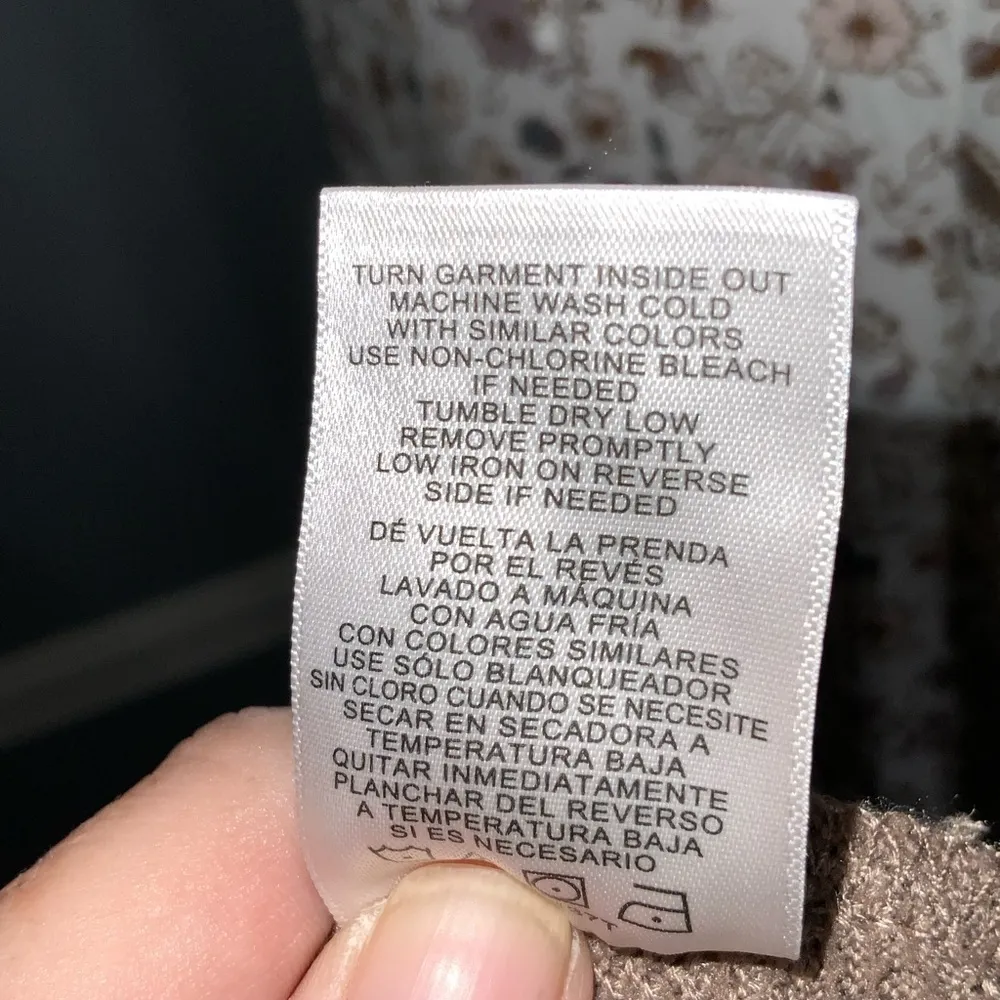 TURN GARMENT INSIDE OUT
MACHINE WASH COLD
WITH SIMILAR COLORS
USE NON-CHLORINE BLEACH
IF NEEDED
TUMBLE DRY LOW
REMOVE PROMPTLY
LOW IRON ON REVERSE
SIDE IF NEEDED
DÉ VUELTA LA PRENDA
POR EL REVÉS
LAVADO A MÁQUINA
CON AGUA FRÍA
CON COLORES SIMILARES
USE SÓLO BLANQUEADOR
SIN CLORO CUANDO SE NECESITE
SECAR EN SECADORA A
TEMPERATURA BAJA
QUITAR INMEDIATAMENTE
PLANCHAR DEL REVERSO
A TEMPERATURA BAJA
SI ES NECESARIO